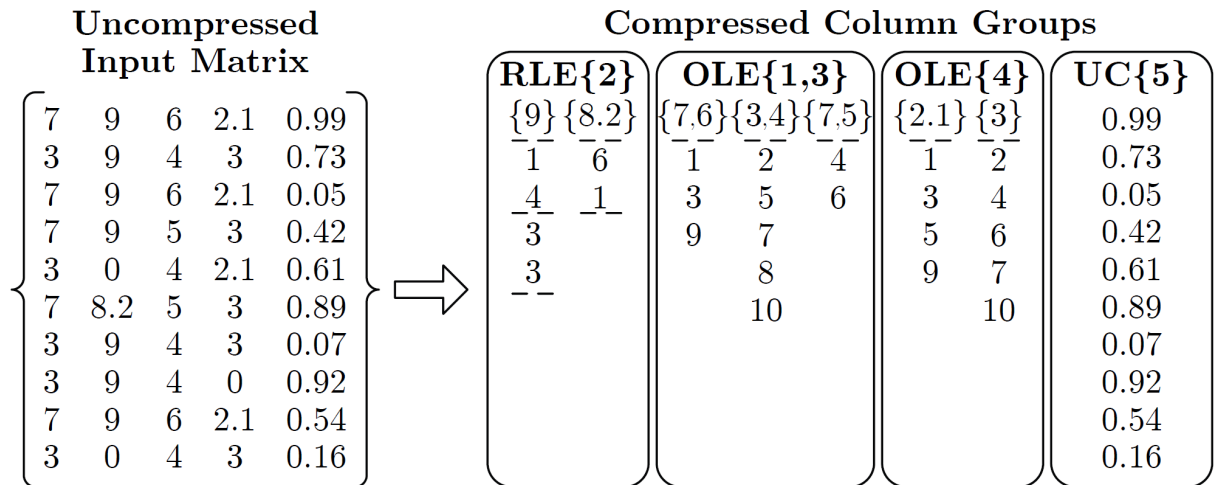 Uncompressed
Input Matrix
7 9 6 2.1 0.99
3 9 4 3 0.73
7 9 6 2.1 0.05
7 9 5 3 0.42
3 0 4 2.1 0.61
7 8.2 5 3 0.89
3 9 4 3 0.07
3 9 4 0 0.92
7 9 6 2.1 0.54
3 0 4 3 0.16
Compressed Column Groups
RLE{2}
{9} {8.2}
1 6
4 1
3
3
OLE{1,3}
{7,6} {3,4} {7,5}
1 2 4
3 5 6
9 7
8
10
OLE{4}
{2.1} {3}
1 2
3 4
5 6
9 7
10
UC{5}
0.99
0.73
0.05
0.42
0.61
0.89
0.07
0.92
0.54
0.16